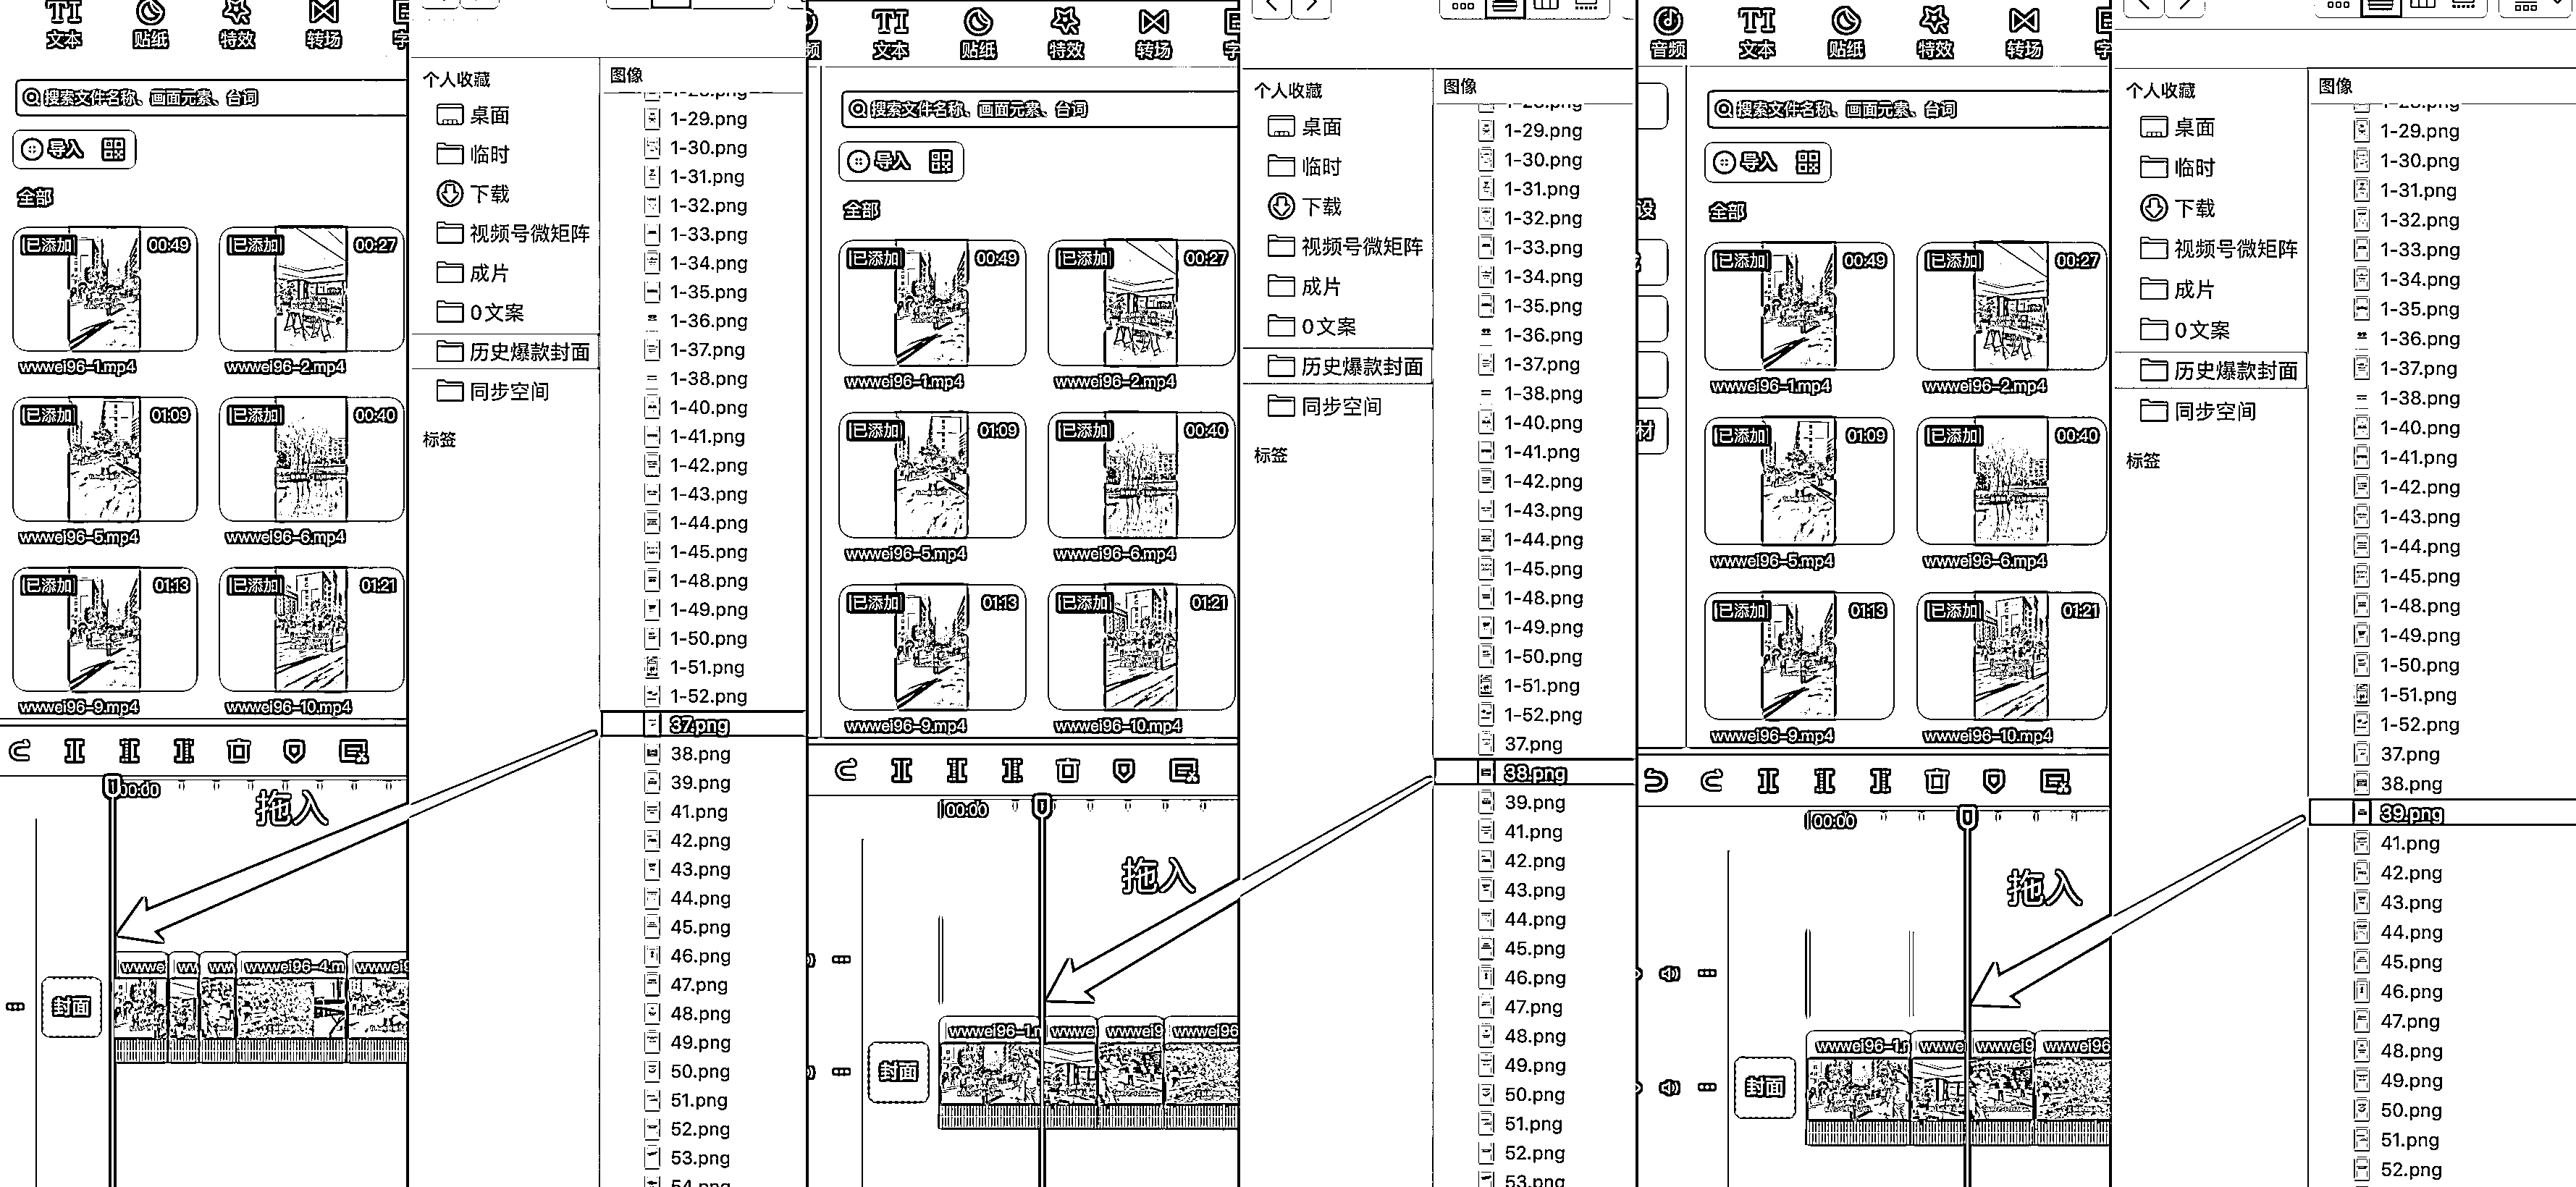 文本
贴纸
特效
转场
搜索文件名称、画面元素、台词
导入
全部
已添加
00:49
已添加
00:27
wwwei96-1.mp4
wwwei96-2.mp4
已添加
01:09
已添加
00:40
wwwei96-5.mp4
wwwei96-6.mp4
已添加
01:13
已添加
01:21
wwwei96-9.mp4
wwwei96-10.mp4
00:00
拖入
wwwei96-4.m
封面
个人收藏
桌面
临时
下载
视频号微矩阵
成片
0文案
历史爆款封面
同步空间
标签
图像
1-29.png
1-30.png
1-31.png
1-32.png
1-33.png
1-34.png
1-35.png
1-36.png
1-37.png
1-38.png
1-40.png
1-41.png
1-42.png
1-43.png
1-44.png
1-45.png
1-48.png
1-49.png
1-50.png
1-51.png
1-52.png
37.png
38.png
39.png
41.png
42.png
43.png
44.png
45.png
46.png
47.png
48.png
49.png
50.png
51.png
52.png
53.png
文本
贴纸
特效
转场
搜索文件名称、画面元素、台词
导入
全部
已添加
00:49
已添加
00:27
wwwei96-1.mp4
wwwei96-2.mp4
已添加
01:09
已添加
00:40
wwwei96-5.mp4
wwwei96-6.mp4
已添加
01:13
已添加
01:21
wwwei96-9.mp4
wwwei96-10.mp4
00:00
拖入
封面
个人收藏
桌面
临时
下载
视频号微矩阵
成片
0文案
历史爆款封面
同步空间
标签
图像
1-29.png
1-30.png
1-31.png
1-32.png
1-33.png
1-34.png
1-35.png
1-36.png
1-37.png
1-38.png
1-40.png
1-41.png
1-42.png
1-43.png
1-44.png
1-45.png
1-48.png
1-49.png
1-50.png
1-51.png
1-52.png
37.png
38.png
39.png
41.png
42.png
43.png
44.png
45.png
46.png
47.png
48.png
49.png
50.png
51.png
52.png
53.png
音频
文本
贴纸
特效
转场
搜索文件名称、画面元素、台词
导入
全部
已添加
00:49
已添加
00:27
wwwei96-1.mp4
wwwei96-2.mp4
已添加
01:09
已添加
00:40
wwwei96-5.mp4
wwwei96-6.mp4
已添加
01:13
已添加
01:21
wwwei96-9.mp4
wwwei96-10.mp4
00:00
拖入
封面
个人收藏
桌面
临时
下载
视频号微矩阵
成片
0文案
历史爆款封面
同步空间
标签
图像
1-29.png
1-30.png
1-31.png
1-32.png
1-33.png
1-34.png
1-35.png
1-36.png
1-37.png
1-38.png
1-40.png
1-41.png
1-42.png
1-43.png
1-44.png
1-45.png
1-48.png
1-49.png
1-50.png
1-51.png
1-52.png
37.png
38.png
39.png
41.png
42.png
43.png
44.png
45.png
46.png
47.png
48.png
49.png
50.png
51.png
52.png